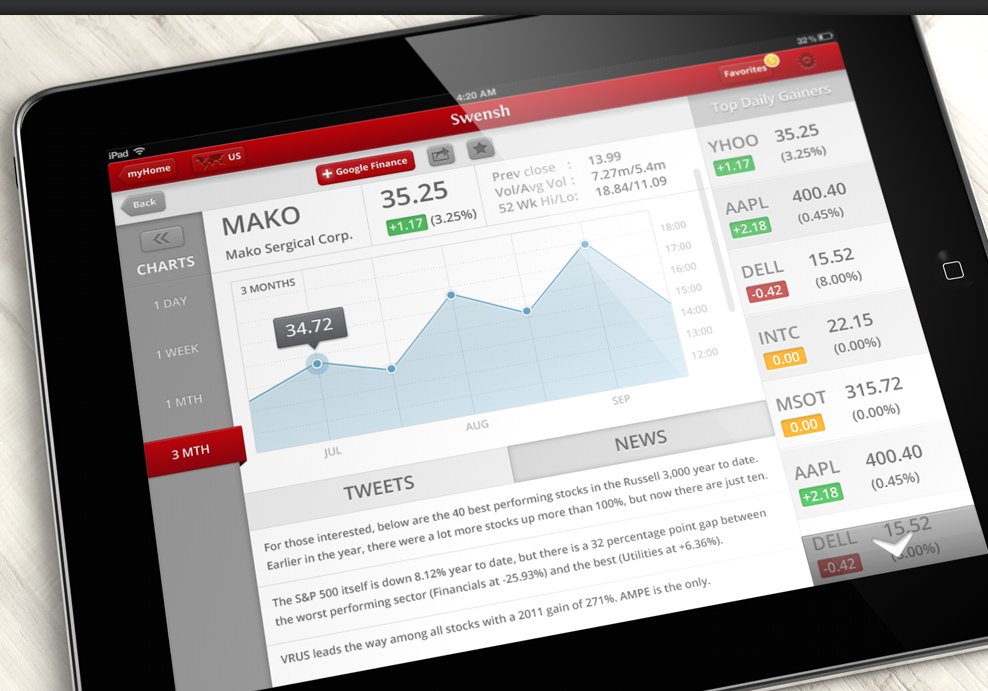 32%
iPad
4:20 AM
Favorites
5
myHome
US
Swensh
Top Daily Gainers
Back
+ Google Finance
MAKO
Mako Sergical Corp.
35.25
+1.17 (3.25%)
Prev close : 13.99
Vol/Avg Vol : 7.27m/5.4m
52 Wk Hi/Lo: 18.84/11.09
CHARTS
1 DAY
1 WEEK
1 MTH
3 MTH
3 MONTHS
34.72
18:00
17:00
16:00
15:00
14:00
13:00
12:00
JUL
AUG
SEP
TWEETS
NEWS
For those interested, below are the 40 best performing stocks in the Russell 3,000 year to date.
Earlier in the year, there were a lot more stocks up more than 100%, but now there are just ten.
The S&P 500 itself is down 8.12% year to date, but there is a 32 percentage point gap between
the worst performing sector (Financials at -25.93%) and the best (Utilities at +6.36%).
VRUS leads the way among all stocks with a 2011 gain of 271%. AMPE is the only.
YHOO 35.25
+1.17 (3.25%)
AAPL 400.40
+2.18 (0.45%)
DELL 15.52
-0.42 (8.00%)
INTC 22.15
0.00 (0.00%)
MSOT 315.72
0.00 (0.00%)
AAPL 400.40
+2.18 (0.45%)
DELL 15.52
-0.42